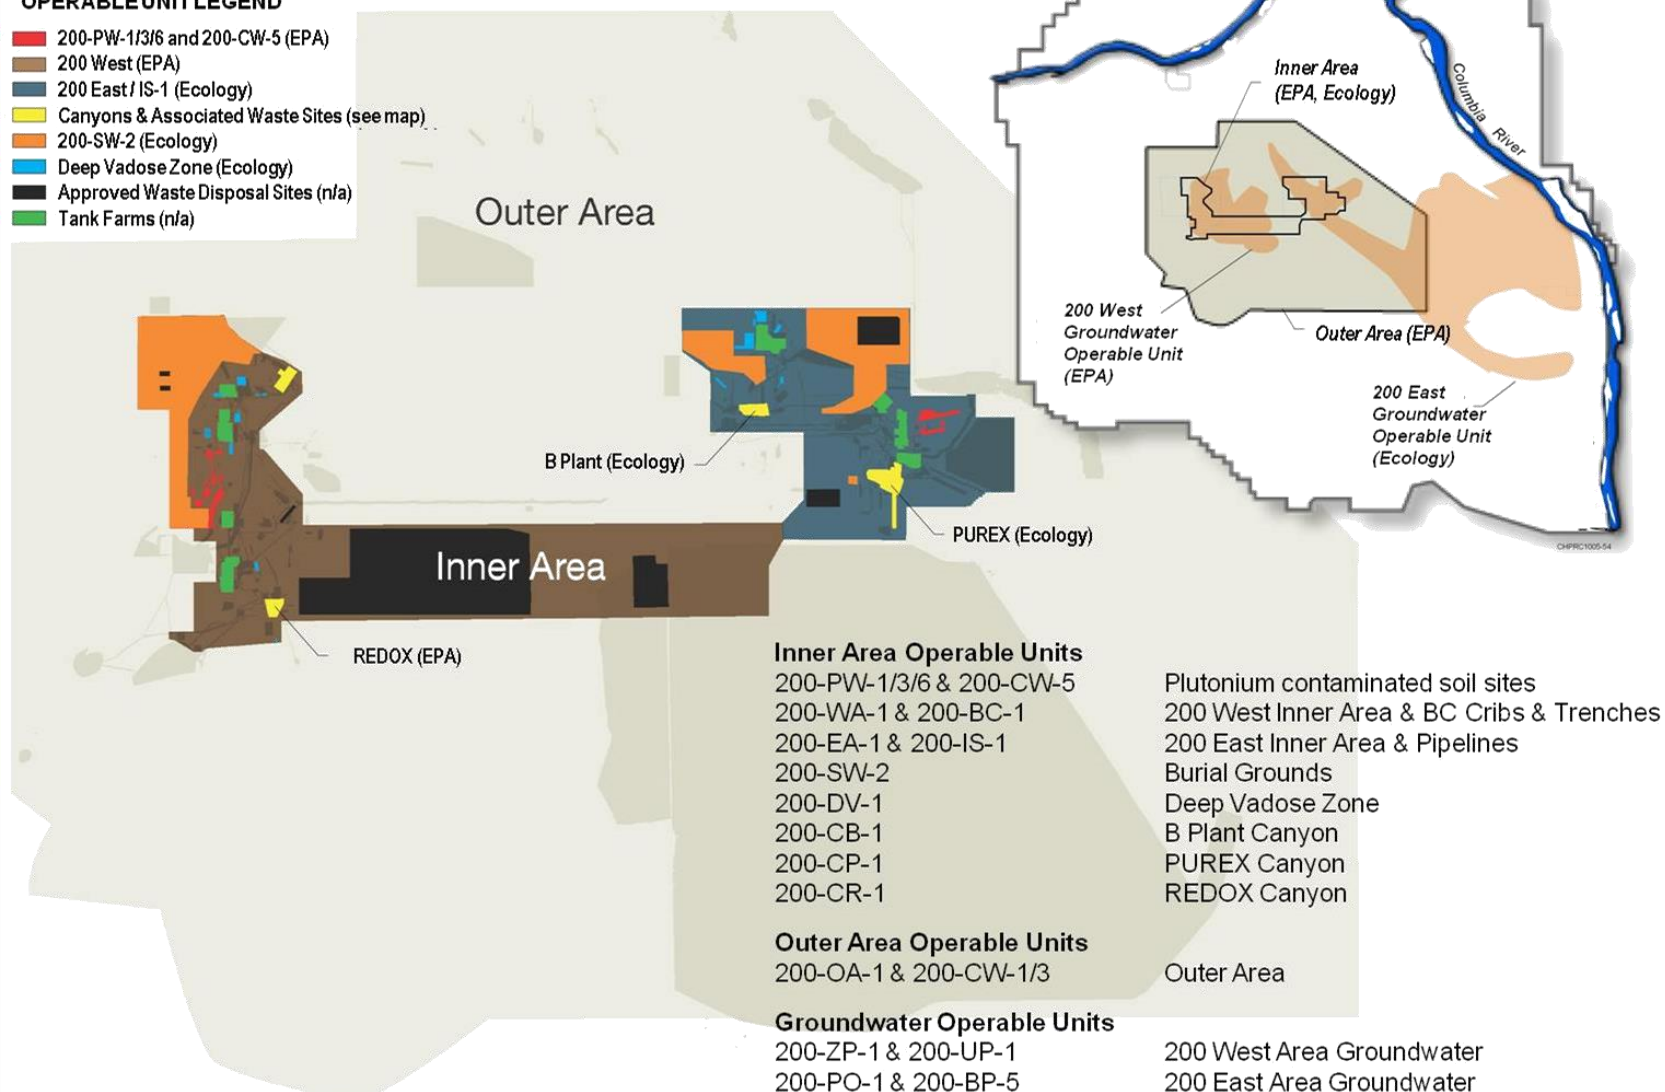 OPERABLE UNIT LEGEND
200-PW-1/3/6 and 200-CW-5 (EPA)
200 West (EPA)
200 East / IS-1 (Ecology)
Canyons & Associated Waste Sites (see map)
200-SW-2 (Ecology)
Deep Vadose Zone (Ecology)
Approved Waste Disposal Sites (n/a)
Tank Farms (n/a)
Outer Area
Inner Area
(EPA, Ecology)
Columbia River
200 West
Groundwater
Operable Unit
(EPA)
Outer Area (EPA)
200 East
Groundwater
Operable Unit
(Ecology)
CHPRC1005-54
B Plant (Ecology)
PUREX (Ecology)
Inner Area
REDOX (EPA)
Inner Area Operable Units
200-PW-1/3/6 & 200-CW-5 Plutonium contaminated soil sites
200-WA-1 & 200-BC-1 200 West Inner Area & BC Cribs & Trenches
200-EA-1 & 200-IS-1 200 East Inner Area & Pipelines
200-SW-2 Burial Grounds
200-DV-1 Deep Vadose Zone
200-CB-1 B Plant Canyon
200-CP-1 PUREX Canyon
200-CR-1 REDOX Canyon
Outer Area Operable Units
200-OA-1 & 200-CW-1/3 Outer Area
Groundwater Operable Units
200-ZP-1 & 200-UP-1 200 West Area Groundwater
200-PO-1 & 200-BP-5 200 East Area Groundwater